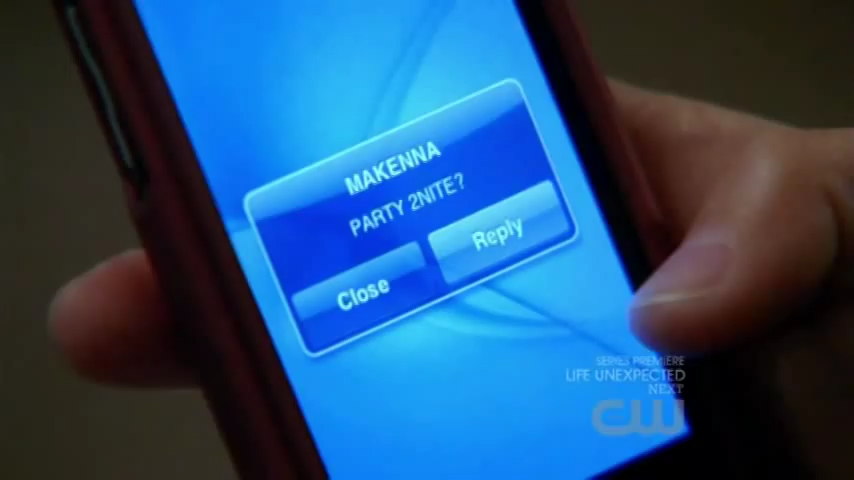 MAKENNA
PARTY 2NITE?
Close
Reply
SERIES PREMIERE
LIFE UNEXPECTED
NEXT
CW